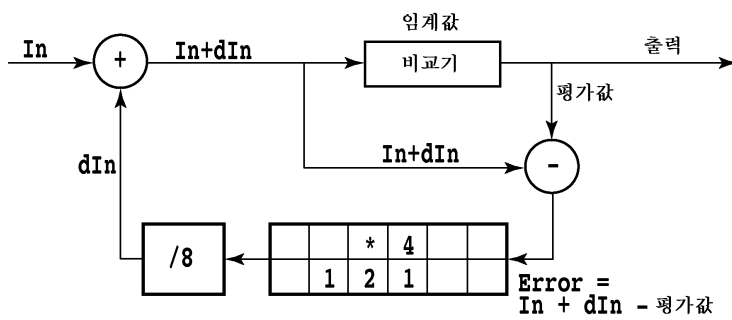 임계값
In
+
In+dIn
비교기
출력
평가값
dIn
In+dIn
-
/8
* 4
1 2 1
Error =
In + dIn - 평가값